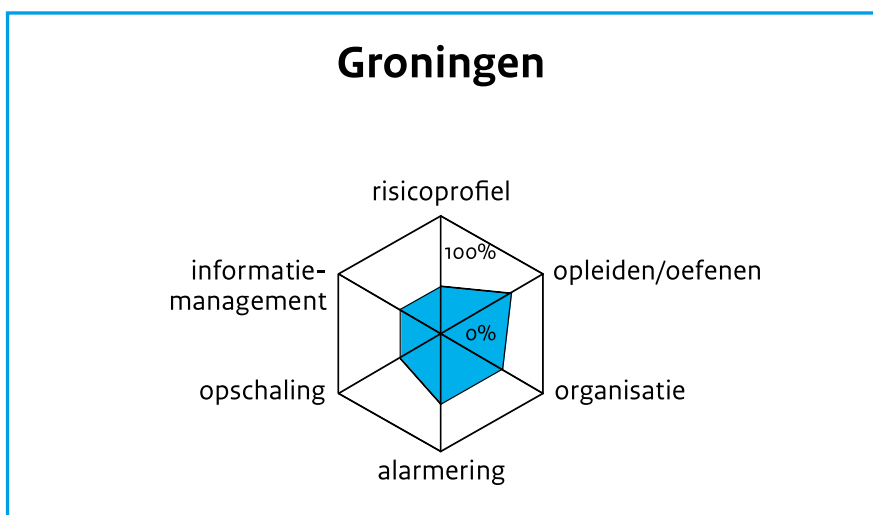 Groningen
risicoprofiel
100%
informatie-
management
opleiden/oefenen
0%
opschaling
organisatie
alarmering